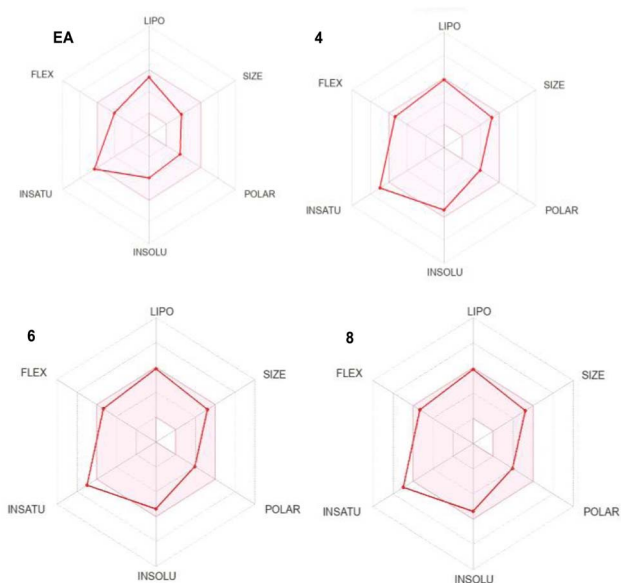 EA
LIPO
FLEX
SIZE
INSATU
POLAR
INSOLU
4
LIPO
FLEX
SIZE
INSATU
POLAR
INSOLU
6
LIPO
FLEX
SIZE
INSATU
POLAR
INSOLU
8
LIPO
FLEX
SIZE
INSATU
POLAR
INSOLU